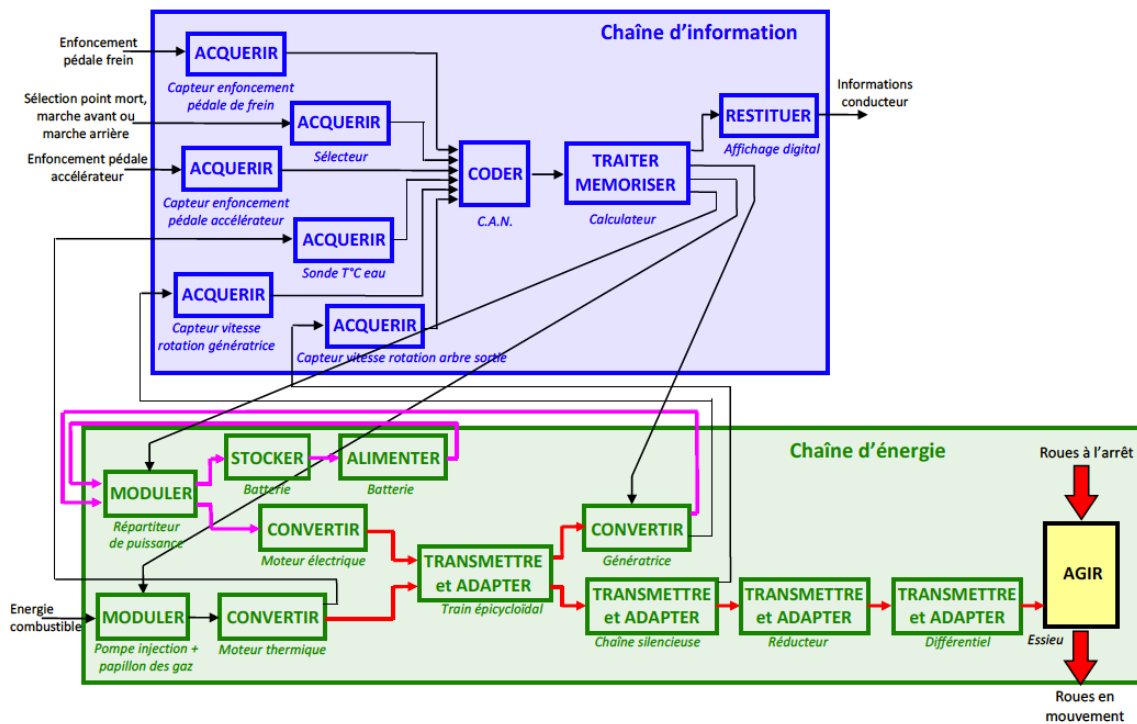 Chaîne d'information
Enfoncement
pédale frein
ACQUERIR
Capteur enfoncement
pédale de frein
Sélection point mort,
marche avant ou
marche arrière
ACQUERIR
Sélecteur
Enfoncement pédale
accélérateur
ACQUERIR
Capteur enfoncement
pédale accélérateur
ACQUERIR
Sonde T°C eau
ACQUERIR
Capteur vitesse
rotation génératrice
ACQUERIR
Capteur vitesse rotation arbre sortie
CODER
C.A.N.
TRAITER
MEMORISER
Calculateur
RESTITUER
Affichage digital
Informations
conducteur
Chaîne d'énergie
MODULER
Répartiteur
de puissance
STOCKER
Batterie
ALIMENTER
Batterie
CONVERTIR
Moteur électrique
Energie
combustible
MODULER
Pompe injection +
papillon des gaz
CONVERTIR
Moteur thermique
TRANSMETTRE
et ADAPTER
Train épicycloïdal
CONVERTIR
Génératrice
TRANSMETTRE
et ADAPTER
Chaîne silencieuse
TRANSMETTRE
et ADAPTER
Réducteur
TRANSMETTRE
et ADAPTER
Différentiel
Roues à l'arrêt
AGIR
Essieu
Roues en
mouvement